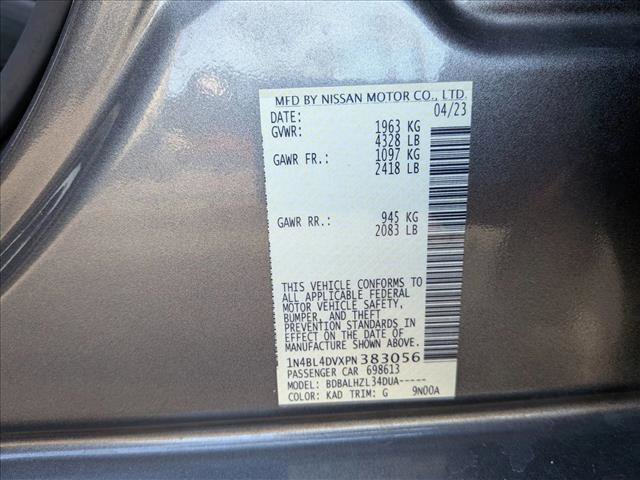 MFD BY NISSAN MOTOR CO., LTD.
DATE: 04/23
GVWR: 1963 KG
4328 LB
GAWR FR.: 1097 KG
2418 LB
GAWR RR.: 945 KG
2083 LB
THIS VEHICLE CONFORMS TO
ALL APPLICABLE FEDERAL
MOTOR VEHICLE SAFETY,
BUMPER, AND THEFT
PREVENTION STANDARDS IN
EFFECT ON THE DATE OF
MANUFACTURE SHOWN ABOVE.
1N4BL4DVXPN383056
PASSENGER CAR 698613
MODEL: BDBALHZL34DUA-----
COLOR: KAD TRIM: G 9N00A